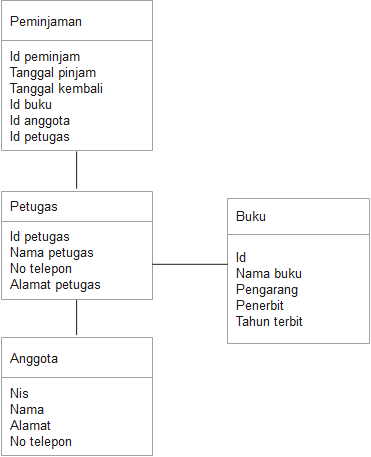 Peminjaman
Id peminjam
Tanggal pinjam
Tanggal kembali
Id buku
Id anggota
Id petugas
Petugas
Id petugas
Nama petugas
No telepon
Alamat petugas
Buku
Id
Nama buku
Pengarang
Penerbit
Tahun terbit
Anggota
Nis
Nama
Alamat
No telepon